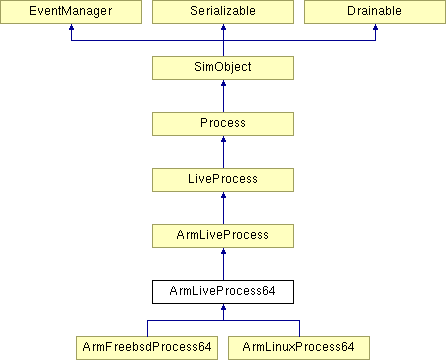 EventManager Serializable Drainable
SimObject
Process
LiveProcess
ArmLiveProcess
ArmLiveProcess64
ArmFreebsdProcess64 ArmLinuxProcess64